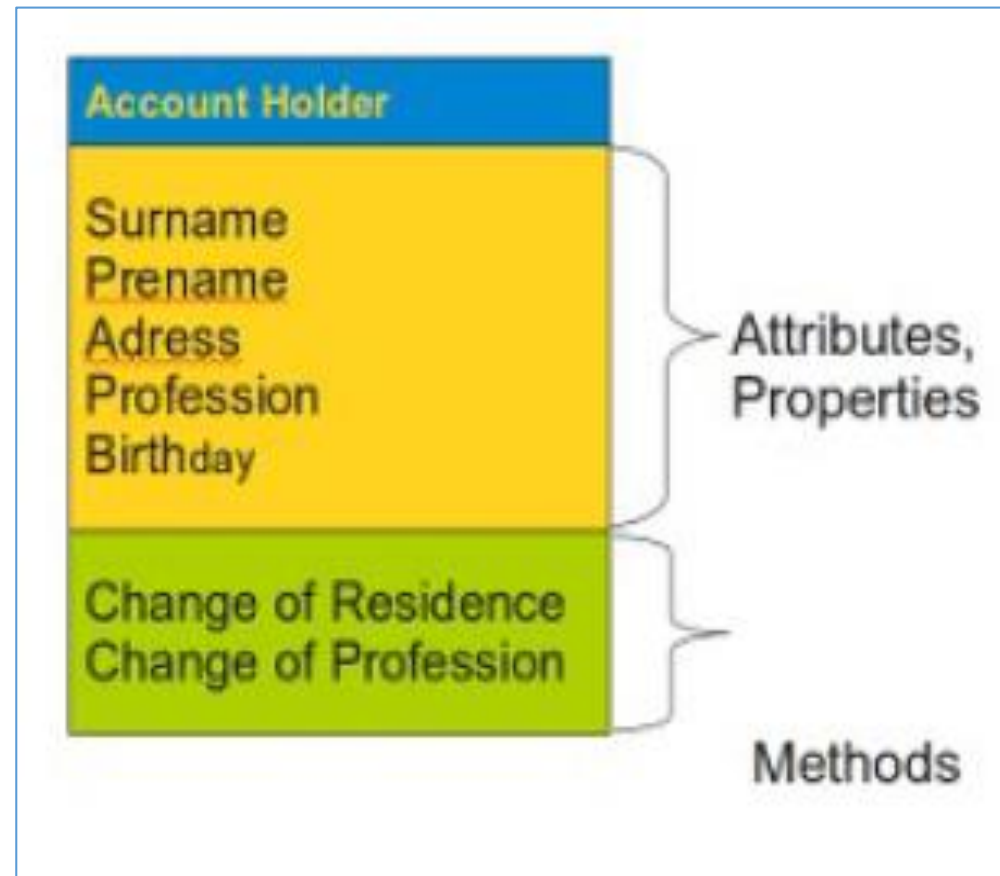 Account Holder
Surname
Prename
Adress
Profession
Birthday
Attributes,
Properties
Change of Residence
Change of Profession
Methods